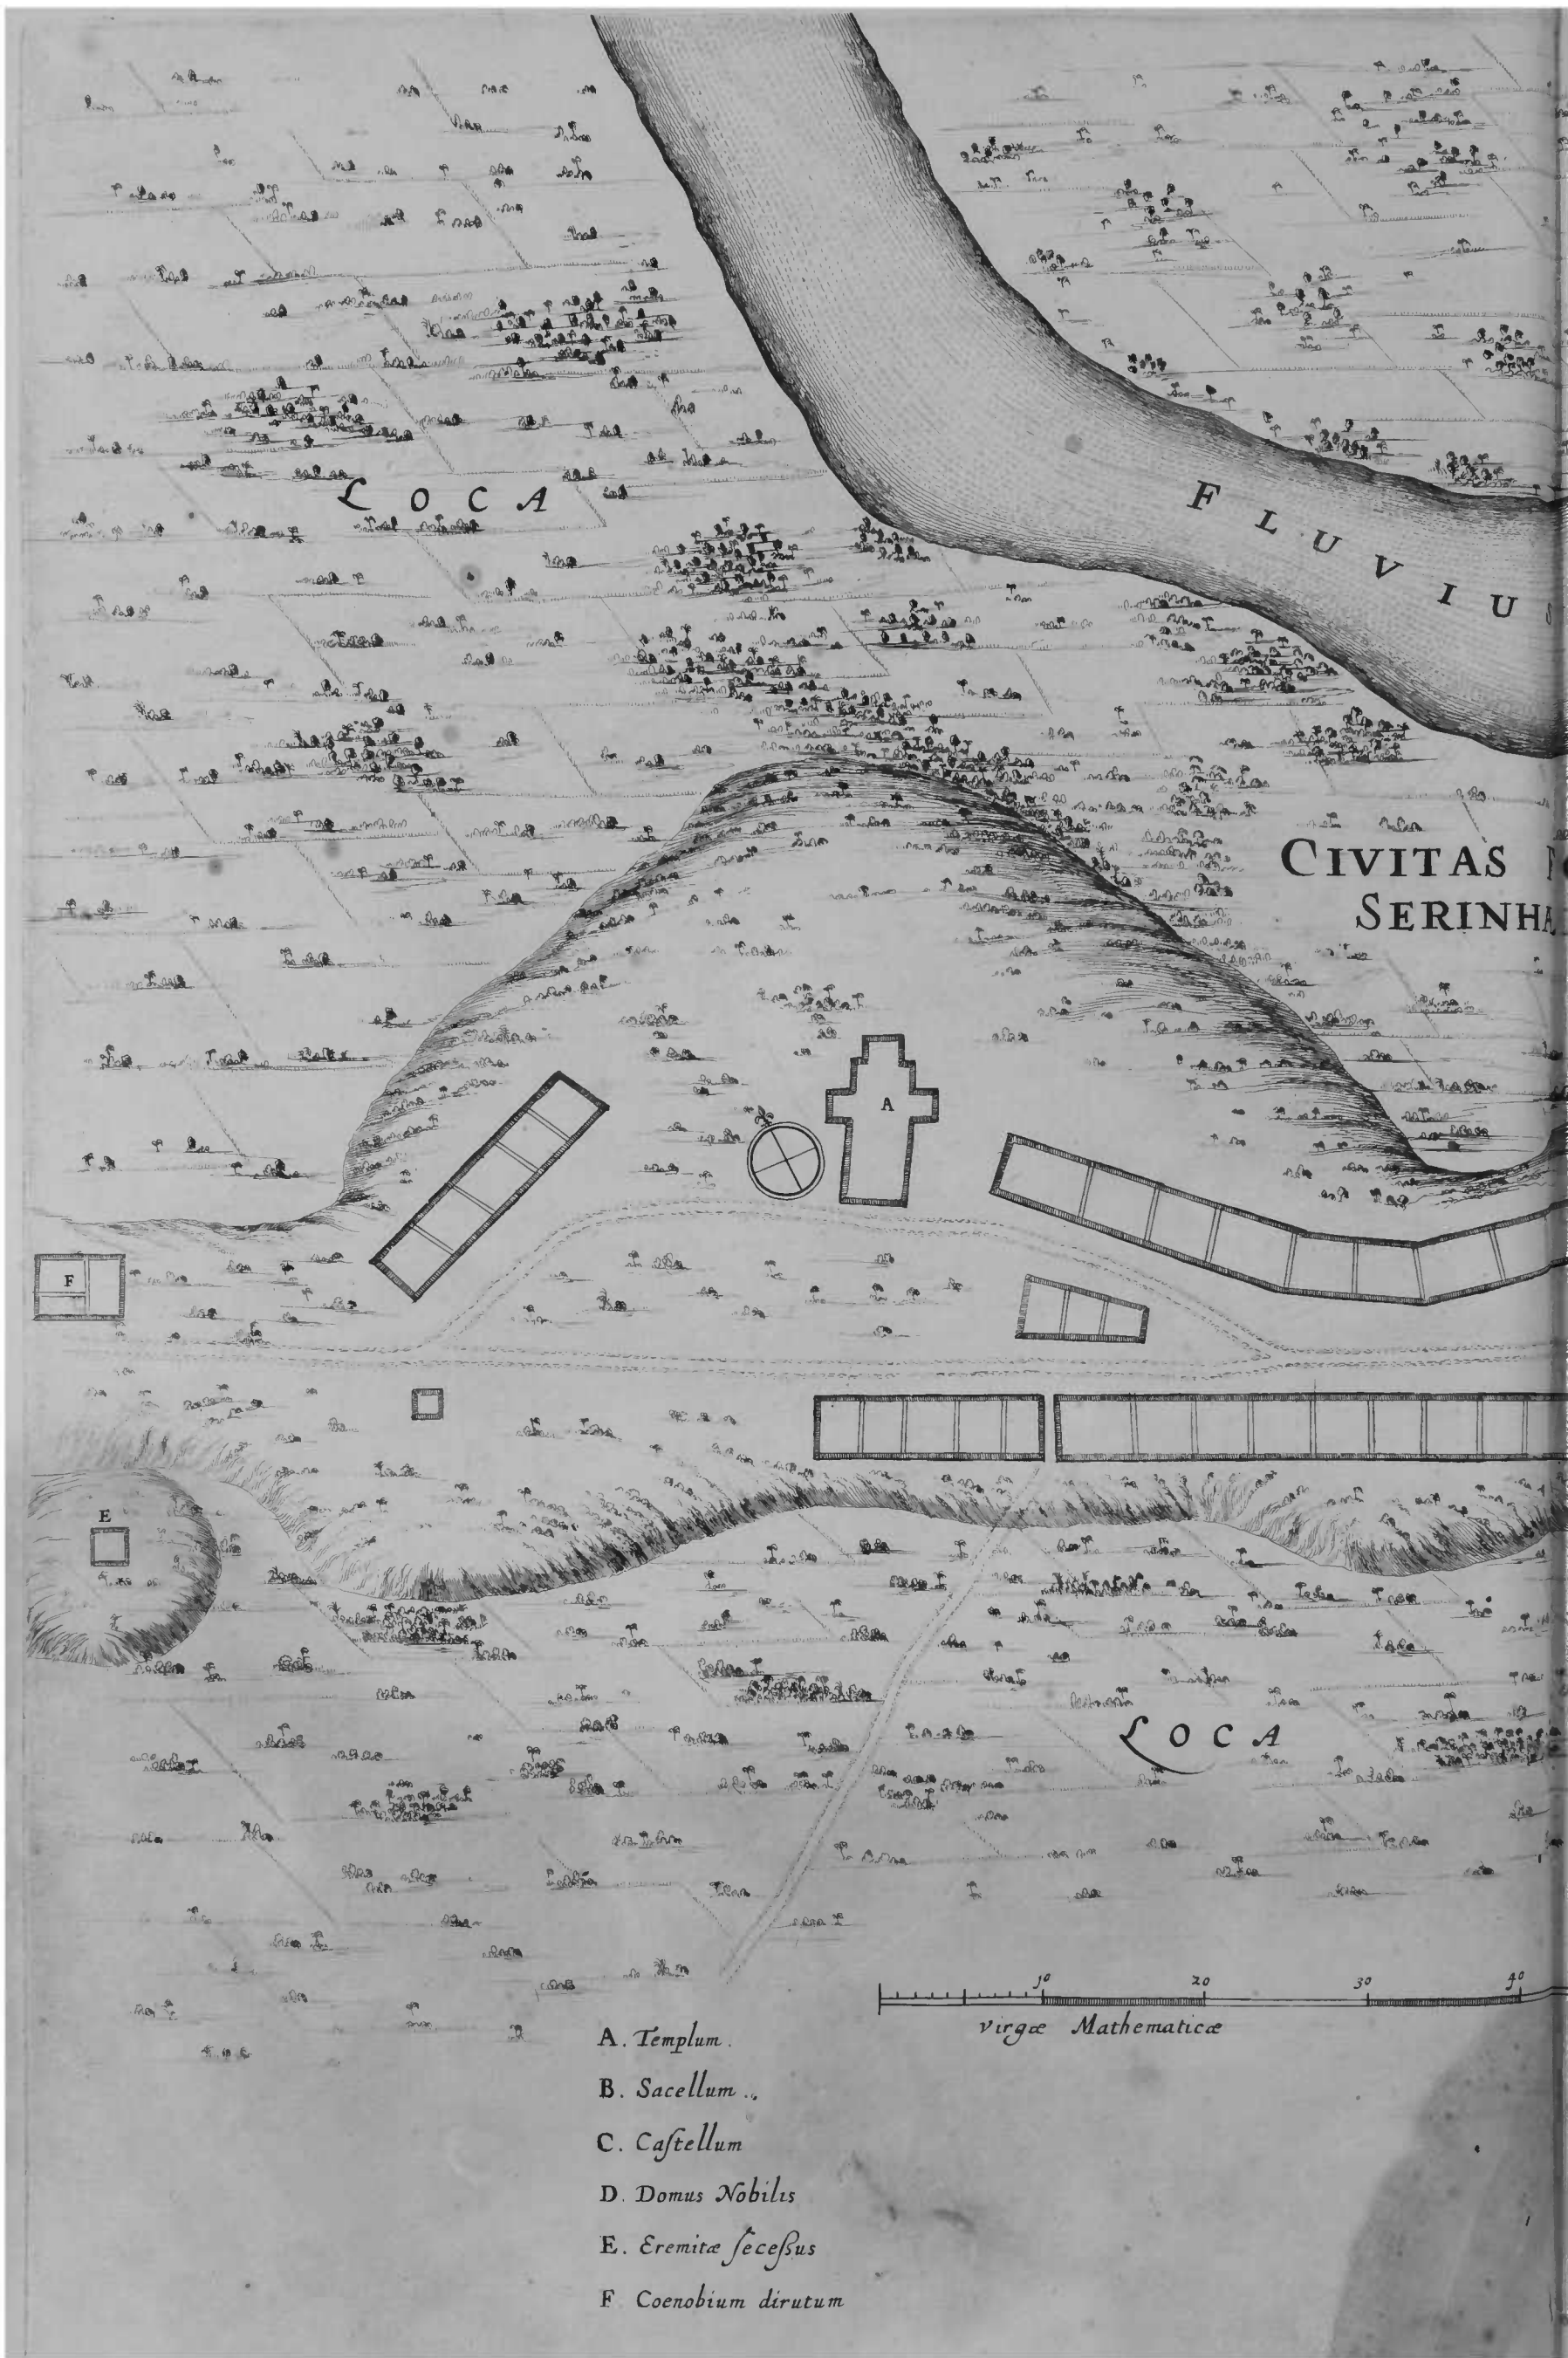 LOCA
FLUVIUS
CIVITAS
SERINHA
A
F
E
LOCA
10 20 30 40
virgæ Mathematicæ
A. Templum.
B. Sacellum.
C. Caſtellum
D. Domus Nobilis
E. Eremitæ ſeceſſus
F Coenobium dirutum